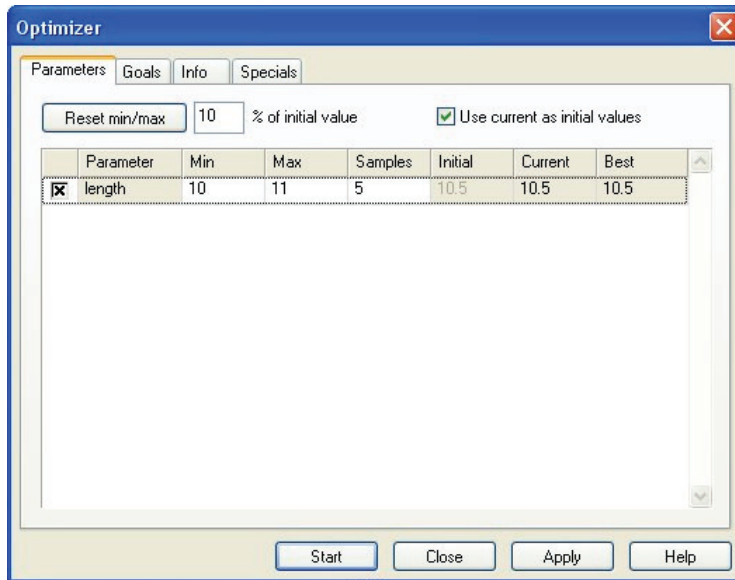 Optimizer
Parameters Goals Info Specials
Reset min/max 10 % of initial value Use current as initial values
Parameter Min Max Samples Initial Current Best
length 10 11 5 10.5 10.5 10.5
Start Close Apply Help